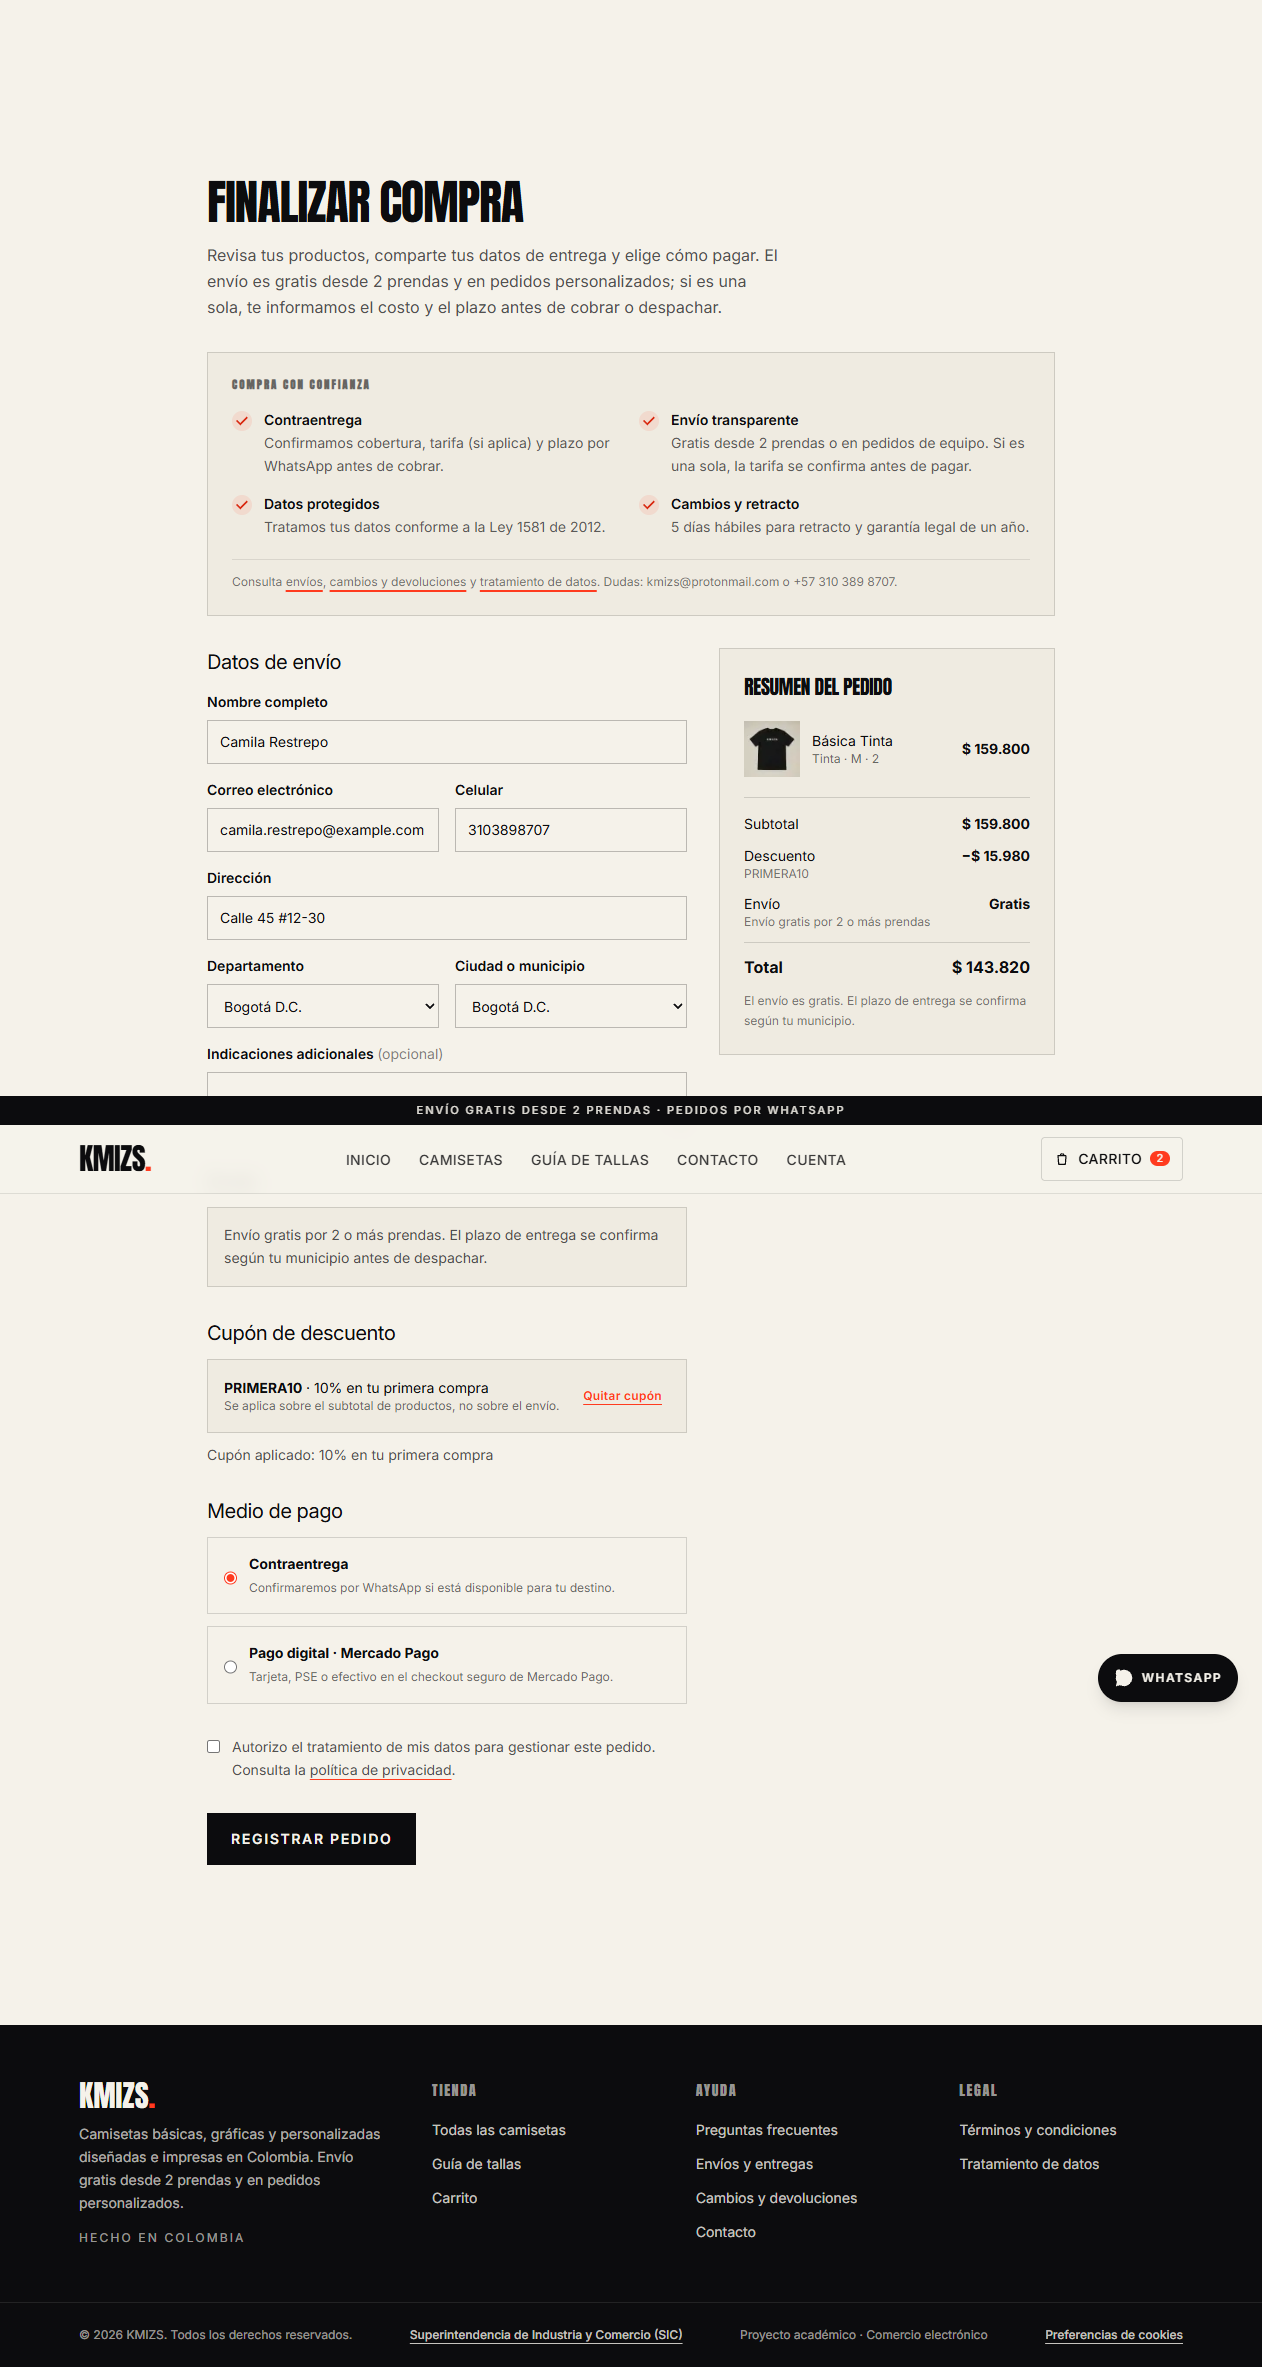 FINALIZAR COMPRA
Revisa tus productos, comparte tus datos de entrega y elige cómo pagar. El
envío es gratis desde 2 prendas y en pedidos personalizados; si es una
sola, te informamos el costo y el plazo antes de cobrar o despachar.
COMPRA CON CONFIANZA
Contraentrega
Confirmamos cobertura, tarifa (si aplica) y plazo por
WhatsApp antes de cobrar.
Envío transparente
Gratis desde 2 prendas o en pedidos de equipo. Si es
una sola, la tarifa se confirma antes de pagar.
Datos protegidos
Tratamos tus datos conforme a la Ley 1581 de 2012.
Cambios y retracto
5 días hábiles para retracto y garantía legal de un año.
Consulta envíos, cambios y devoluciones y tratamiento de datos. Dudas: kmizs@protonmail.com o +57 310 389 8707.
Datos de envío
Nombre completo
Camila Restrepo
Correo electrónico
camila.restrepo@example.com
Celular
3103898707
Dirección
Calle 45 #12-30
Departamento
Bogotá D.C.
Ciudad o municipio
Bogotá D.C.
Indicaciones adicionales (opcional)
RESUMEN DEL PEDIDO
Básica Tinta
Tinta · M · 2
$ 159.800
Subtotal
$ 159.800
Descuento
PRIMERA10
−$ 15.980
Envío
Gratis
Envío gratis por 2 o más prendas
Total
$ 143.820
El envío es gratis. El plazo de entrega se confirma
según tu municipio.
ENVÍO GRATIS DESDE 2 PRENDAS · PEDIDOS POR WHATSAPP
KMIZS.
INICIO
CAMISETAS
GUÍA DE TALLAS
CONTACTO
CUENTA
CARRITO 2
Envío gratis por 2 o más prendas. El plazo de entrega se confirma
según tu municipio antes de despachar.
Cupón de descuento
PRIMERA10 · 10% en tu primera compra
Se aplica sobre el subtotal de productos, no sobre el envío.
Quitar cupón
Cupón aplicado: 10% en tu primera compra
Medio de pago
Contraentrega
Confirmaremos por WhatsApp si está disponible para tu destino.
Pago digital · Mercado Pago
Tarjeta, PSE o efectivo en el checkout seguro de Mercado Pago.
WHATSAPP
Autorizo el tratamiento de mis datos para gestionar este pedido.
Consulta la política de privacidad.
REGISTRAR PEDIDO
KMIZS.
Camisetas básicas, gráficas y personalizadas
diseñadas e impresas en Colombia. Envío
gratis desde 2 prendas y en pedidos
personalizados.
HECHO EN COLOMBIA
TIENDA
Todas las camisetas
Guía de tallas
Carrito
AYUDA
Preguntas frecuentes
Envíos y entregas
Cambios y devoluciones
Contacto
LEGAL
Términos y condiciones
Tratamiento de datos
© 2026 KMIZS. Todos los derechos reservados.
Superintendencia de Industria y Comercio (SIC)
Proyecto académico · Comercio electrónico
Preferencias de cookies